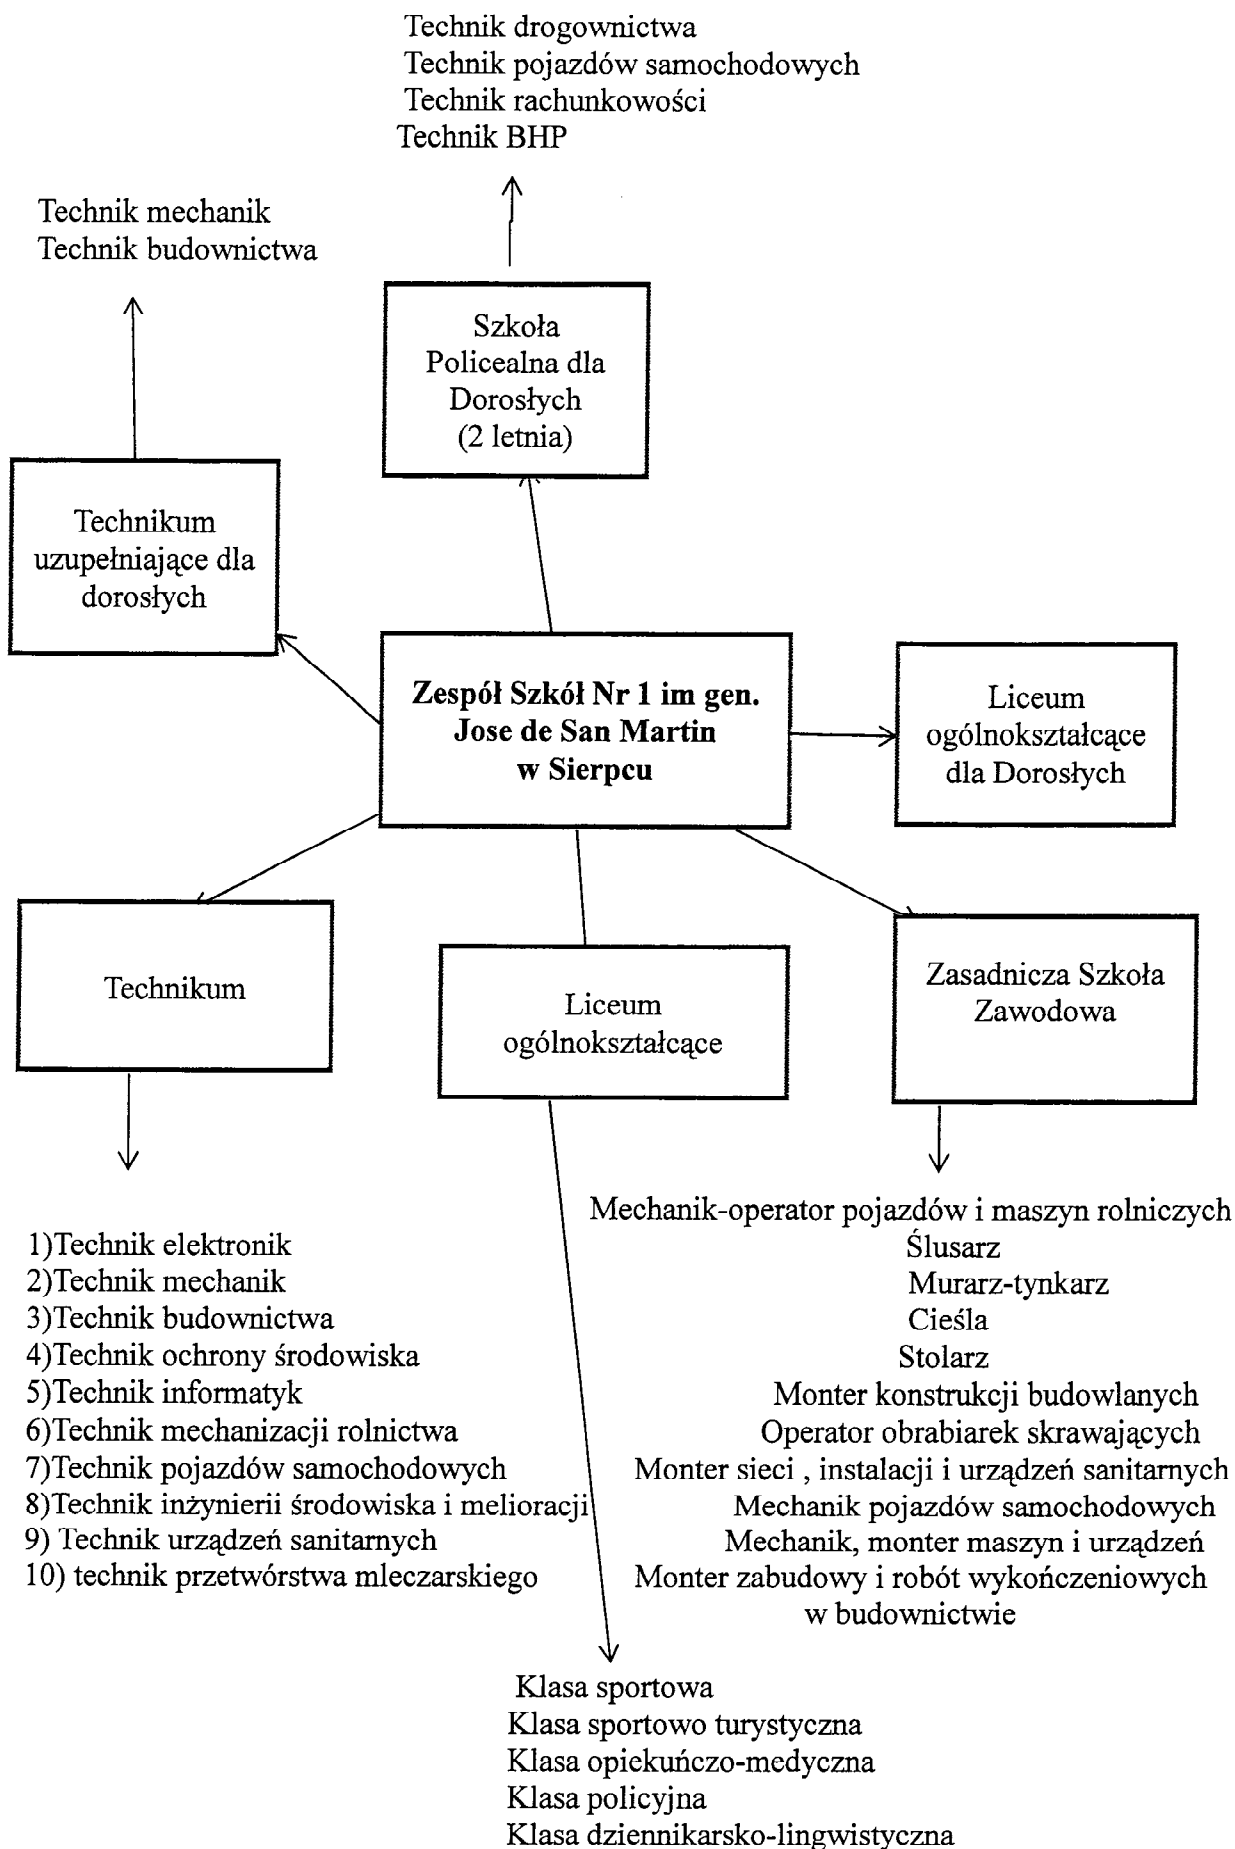 Technik drogownictwa
Technik pojazdów samochodowych
Technik rachunkowości
Technik BHP
Technik mechanik
Technik budownictwa
Szkoła
Policealna dla
Dorosłych
(2 letnia)
Technikum
uzupełniające dla
dorosłych
Zespół Szkół Nr 1 im gen.
Jose de San Martin
w Sierpcu
Liceum
ogólnokształcące
dla Dorosłych
Technikum
Liceum
ogólnokształcące
Zasadnicza Szkoła
Zawodowa
1)Technik elektronik
2)Technik mechanik
3)Technik budownictwa
4)Technik ochrony środowiska
5)Technik informatyk
6)Technik mechanizacji rolnictwa
7)Technik pojazdów samochodowych
8)Technik inżynierii środowiska i melioracji
9) Technik urządzeń sanitarnych
10) technik przetwórstwa mleczarskiego
Mechanik-operator pojazdów i maszyn rolniczych
Ślusarz
Murarz-tynkarz
Cieśla
Stolarz
Monter konstrukcji budowlanych
Operator obrabiarek skrawających
Monter sieci , instalacji i urządzeń sanitarnych
Mechanik pojazdów samochodowych
Mechanik, monter maszyn i urządzeń
Monter zabudowy i robót wykończeniowych
w budownictwie
Klasa sportowa
Klasa sportowo turystyczna
Klasa opiekuńczo-medyczna
Klasa policyjna
Klasa dziennikarsko-lingwistyczna